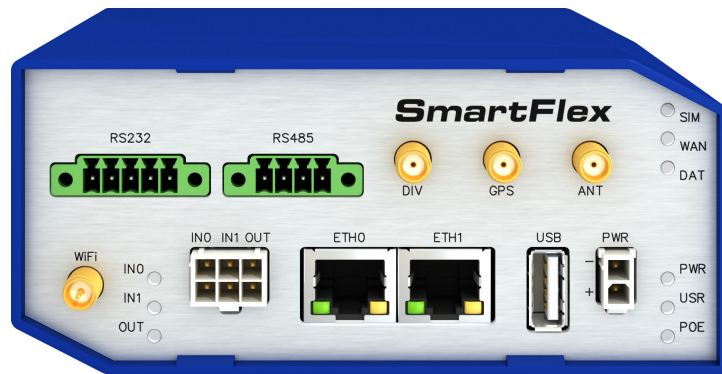 SmartFlex
SIM
WAN
DAT
RS232
RS485
DIV
GPS
ANT
IN0 IN1 OUT
ETH0
ETH1
USB
PWR
WiFi
IN0
IN1
OUT
-
+
PWR
USR
POE